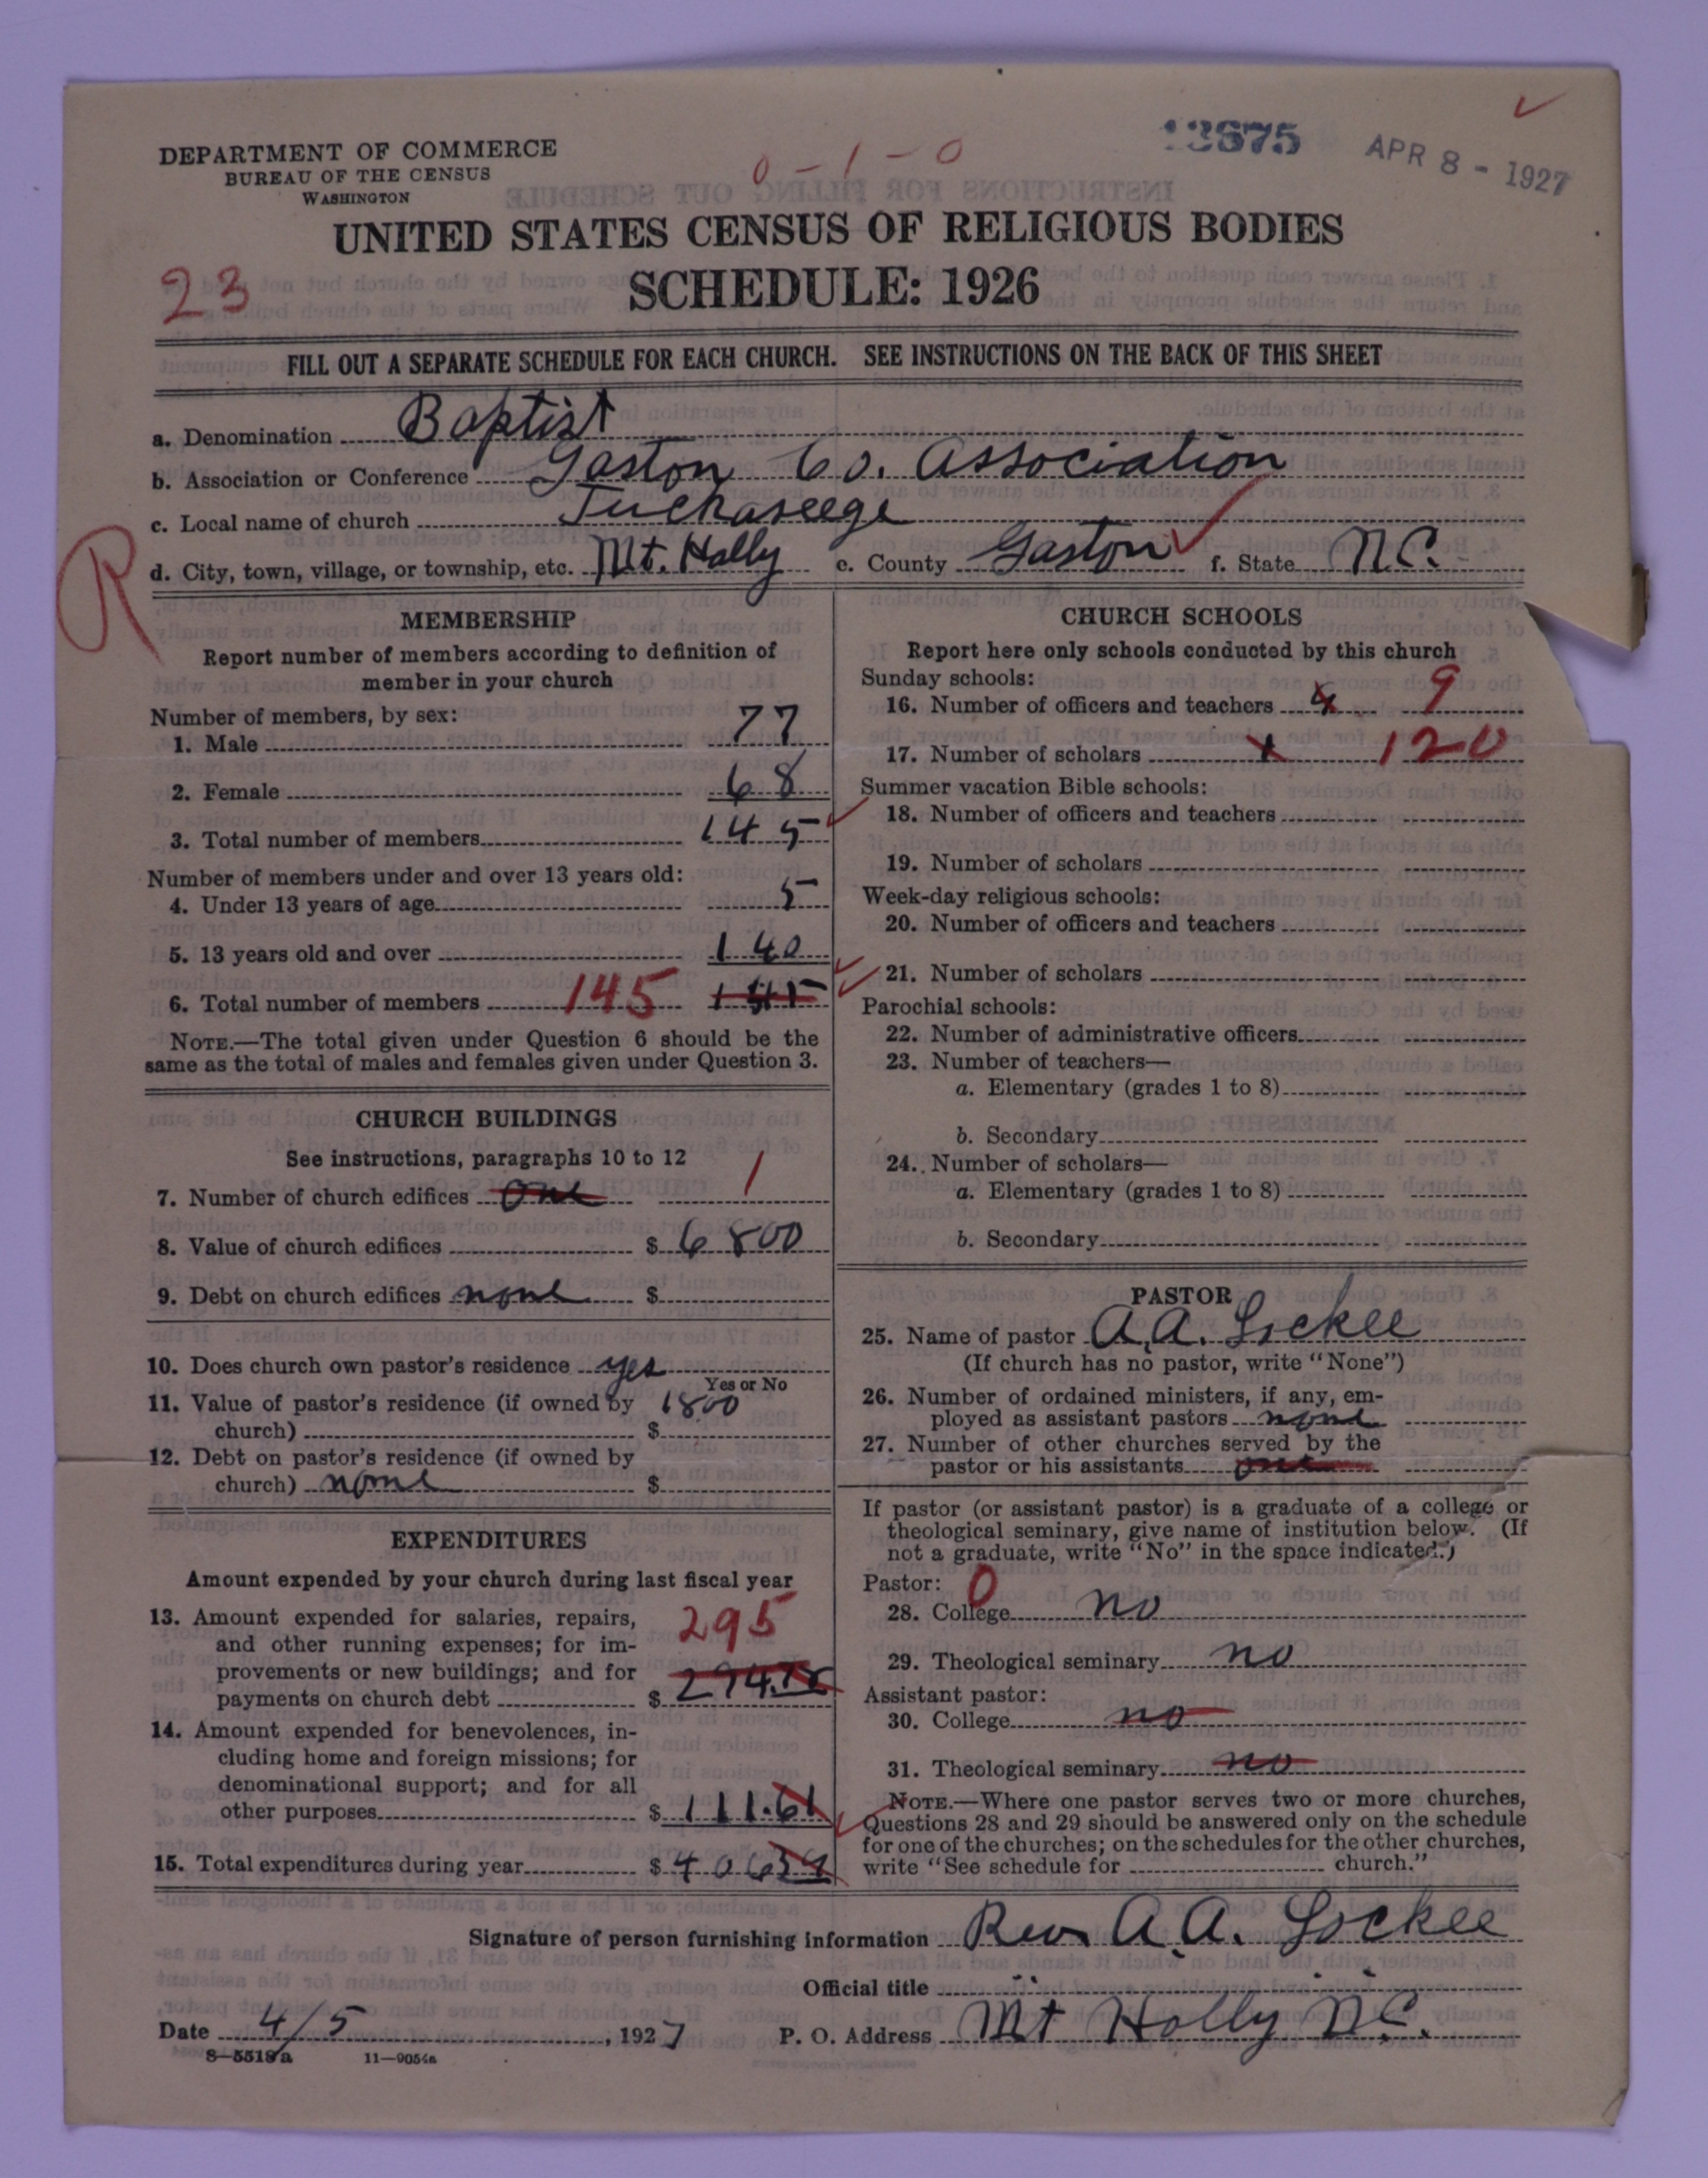 DEPARTMENT OF COMMERCE
BUREAU OF THE CENSUS
WASHINGTON
0-1-0
APR 8 - 1927
UNITED STATES CENSUS OF RELIGIOUS BODIES
23
SCHEDULE: 1926
FILL OUT A SEPARATE SCHEDULE FOR EACH CHURCH. SEE INSTRUCTIONS ON THE BACK OF THIS SHEET
a. Denomination Baptist
b. Association or Conference Gaston Co. Association
c. Local name of church Tuchaseege
R
d. City, town, village, or township, etc. Mt. Holly e. County Gaston f. State N.C.
MEMBERSHIP
Report number of members according to definition of
member in your church
Number of members, by sex:
1. Male 77
2. Female 68
3. Total number of members 145
Number of members under and over 13 years old:
4. Under 13 years of age 5
5. 13 years old and over 140
6. Total number of members 145 145
NOTE.—The total given under Question 6 should be the
same as the total of males and females given under Question 3.
CHURCH BUILDINGS
See instructions, paragraphs 10 to 12
7. Number of church edifices one 1
8. Value of church edifices $ 6800
9. Debt on church edifices none $
10. Does church own pastor's residence yes
Yes or No
11. Value of pastor's residence (if owned by
church) $ 1800
12. Debt on pastor's residence (if owned by
church) none $
EXPENDITURES
Amount expended by your church during last fiscal year
13. Amount expended for salaries, repairs,
and other running expenses; for im-
provements or new buildings; and for
payments on church debt $ 295
14. Amount expended for benevolences, in-
cluding home and foreign missions; for
denominational support; and for all
other purposes $ 111.61
15. Total expenditures during year $ 406
CHURCH SCHOOLS
Report here only schools conducted by this church
Sunday schools:
16. Number of officers and teachers 9
17. Number of scholars 120
Summer vacation Bible schools:
18. Number of officers and teachers
19. Number of scholars
Week-day religious schools:
20. Number of officers and teachers
21. Number of scholars
Parochial schools:
22. Number of administrative officers
23. Number of teachers—
a. Elementary (grades 1 to 8)
b. Secondary
24. Number of scholars—
a. Elementary (grades 1 to 8)
b. Secondary
PASTOR
25. Name of pastor A.A. Lockee
(If church has no pastor, write "None")
26. Number of ordained ministers, if any, em-
ployed as assistant pastors none
27. Number of other churches served by the
pastor or his assistants one
If pastor (or assistant pastor) is a graduate of a college or
theological seminary, give name of institution below. (If
not a graduate, write "No" in the space indicated.)
Pastor: 0
28. College no
29. Theological seminary no
Assistant pastor:
30. College no
31. Theological seminary no
NOTE.—Where one pastor serves two or more churches,
Questions 28 and 29 should be answered only on the schedule
for one of the churches; on the schedules for the other churches,
write "See schedule for church."
Signature of person furnishing information Rev A.A. Lockee
Official title
Date 4/5, 1927 P. O. Address Mt Holly N.C.
8-5518a 11-9054a